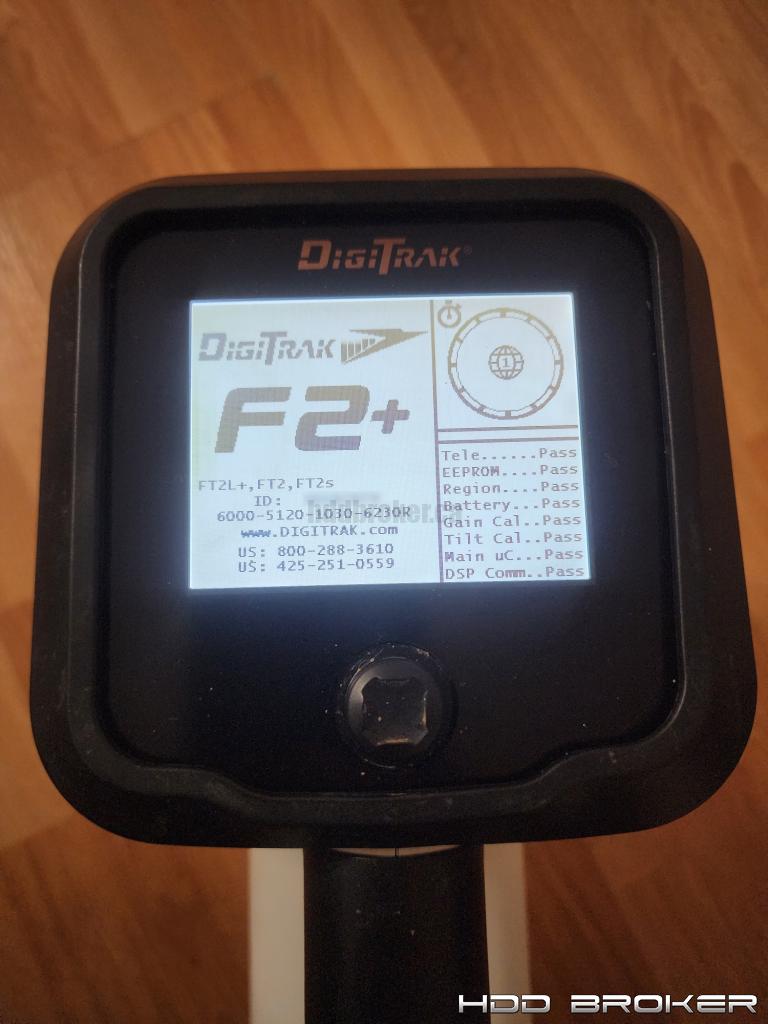 DIGITRAK®
DIGITRAK
F2+
1
FT2L+,FT2,FT2s
ID:
6000-5120-1030-6230R
www.DIGITRAK.com
US: 800-288-3610
US: 425-251-0559
Tele......Pass
EEPROM....Pass
Region....Pass
Battery...Pass
Gain Cal..Pass
Tilt Cal..Pass
Main uC...Pass
DSP Comm..Pass
hddbroker.ca
HDD BROKER